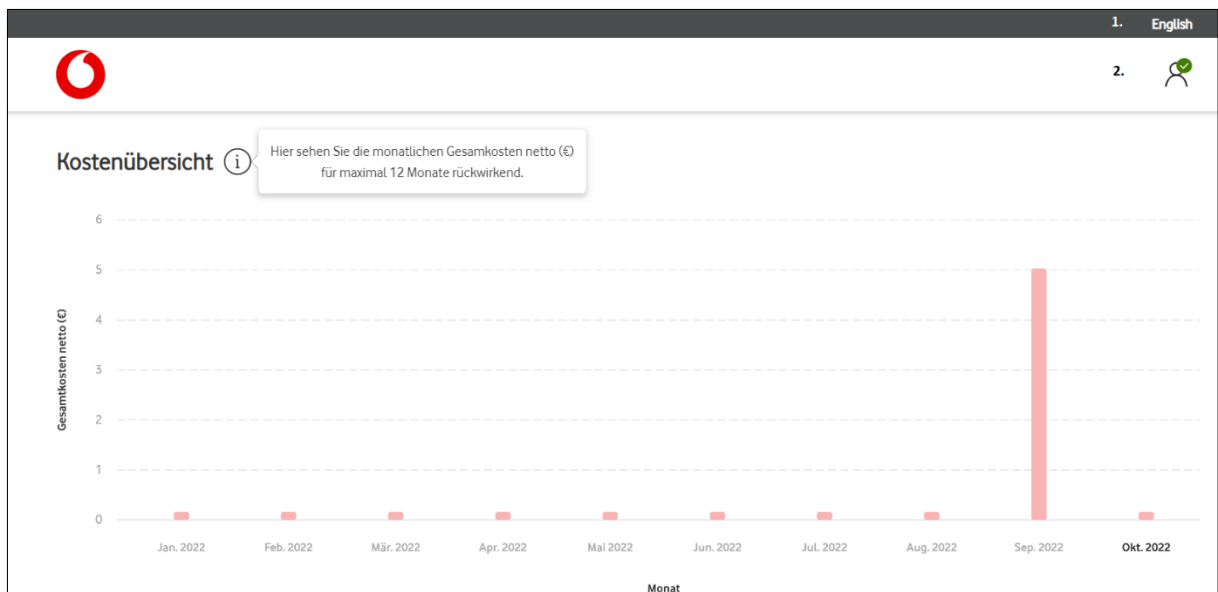 1. English
2.
Kostenübersicht i
Hier sehen Sie die monatlichen Gesamkosten netto (€)
für maximal 12 Monate rückwirkend.
Gesamtkosten netto (€)
6
5
4
3
2
1
0
Jan. 2022 Feb. 2022 Mär. 2022 Apr. 2022 Mai 2022 Jun. 2022 Jul. 2022 Aug. 2022 Sep. 2022 Okt. 2022
Monat